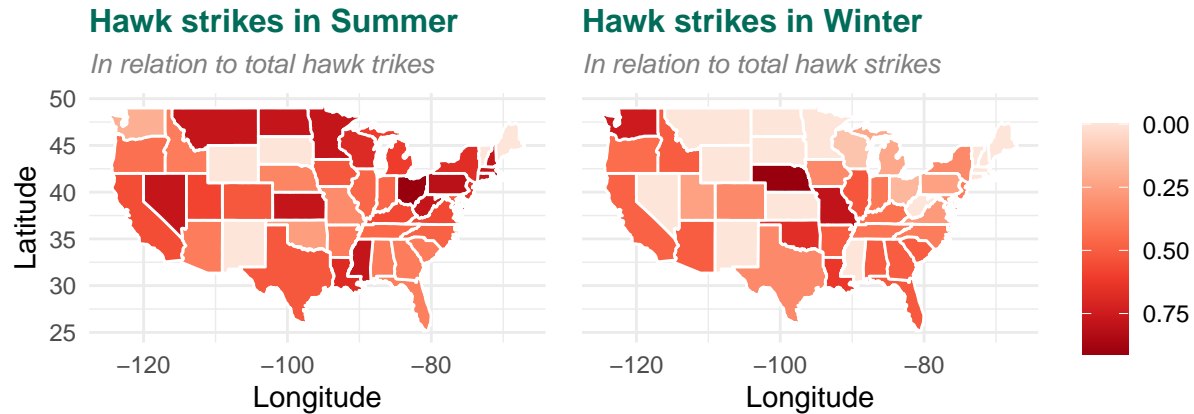 Hawk strikes in Summer
In relation to total hawk trikes
Hawk strikes in Winter
In relation to total hawk strikes
50
45
40
35
30
25
Latitude
−120
−100
−80
Longitude
−120
−100
−80
Longitude
0.00
0.25
0.50
0.75